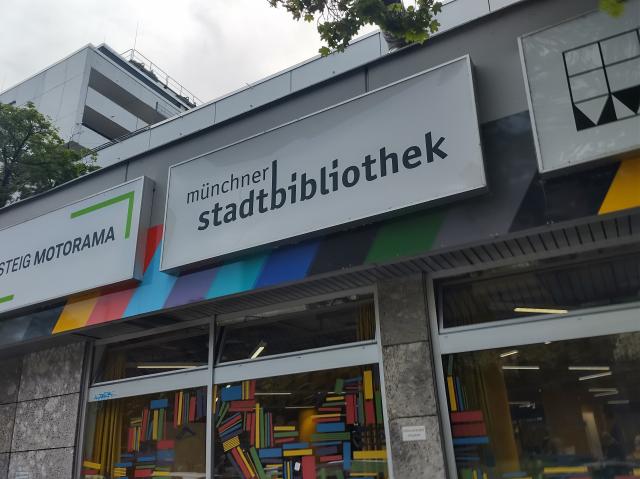 STEIG MOTORAMA
münchner
stadtbibliothek